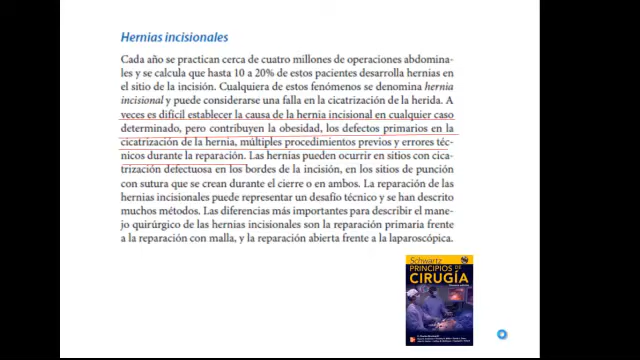 Hernias incisionales
Cada año se practican cerca de cuatro millones de operaciones abdomina-
les y se calcula que hasta 10 a 20% de estos pacientes desarrolla hernias en
el sitio de la incisión. Cualquiera de estos fenómenos se denomina hernia
incisional y puede considerarse una falla en la cicatrización de la herida. A
veces es difícil establecer la causa de la hernia incisional en cualquier caso
determinado, pero contribuyen la obesidad, los defectos primarios en la
cicatrización de la hernia, múltiples procedimientos previos y errores téc-
nicos durante la reparación. Las hernias pueden ocurrir en sitios con cica-
trización defectuosa en los bordes de la incisión, en los sitios de punción
con sutura que se crean durante el cierre o en ambos. La reparación de las
hernias incisionales puede representar un desafío técnico y se han descrito
muchos métodos. Las diferencias más importantes para describir el mane-
jo quirúrgico de las hernias incisionales son la reparación primaria frente
a la reparación con malla, y la reparación abierta frente a la laparoscópica.
Schwartz
PRINCIPIOS DE
CIRUGÍA